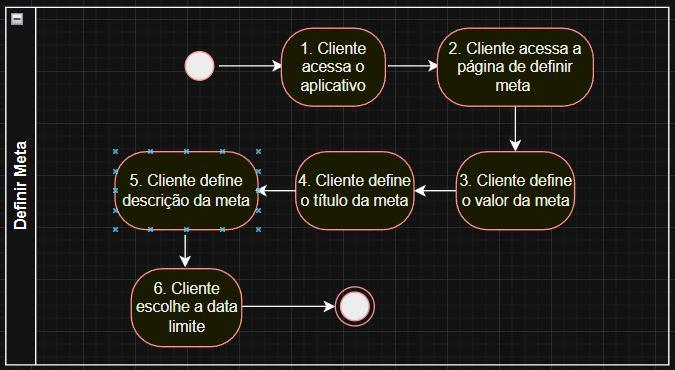 Definir Meta
1. Cliente
acessa o
aplicativo
2. Cliente acessa a
página de definir
meta
3. Cliente define
o valor da meta
4. Cliente define
o título da meta
5. Cliente define
descrição da meta
6. Cliente
escolhe a data
limite